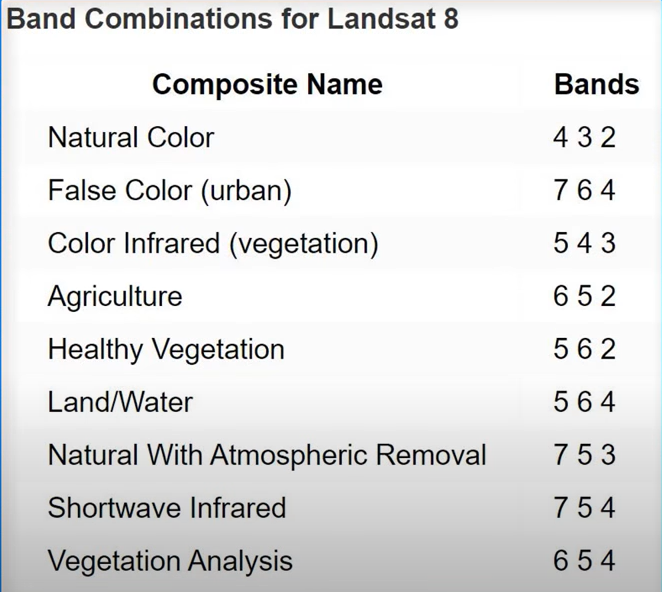 Band Combinations for Landsat 8
Composite Name Bands
Natural Color 4 3 2
False Color (urban) 7 6 4
Color Infrared (vegetation) 5 4 3
Agriculture 6 5 2
Healthy Vegetation 5 6 2
Land/Water 5 6 4
Natural With Atmospheric Removal 7 5 3
Shortwave Infrared 7 5 4
Vegetation Analysis 6 5 4